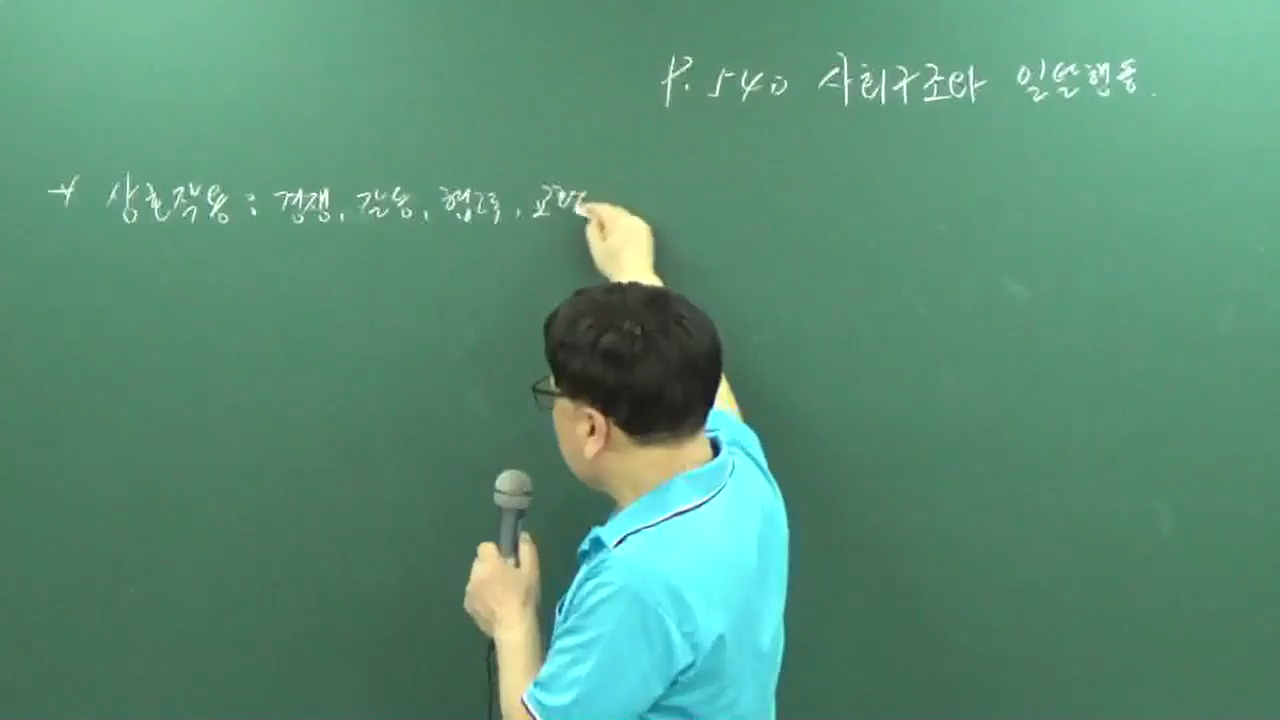 P. 540 사회구조와 일탈행동.
+ 상호작용 : 경쟁, 갈등, 협력, 교환